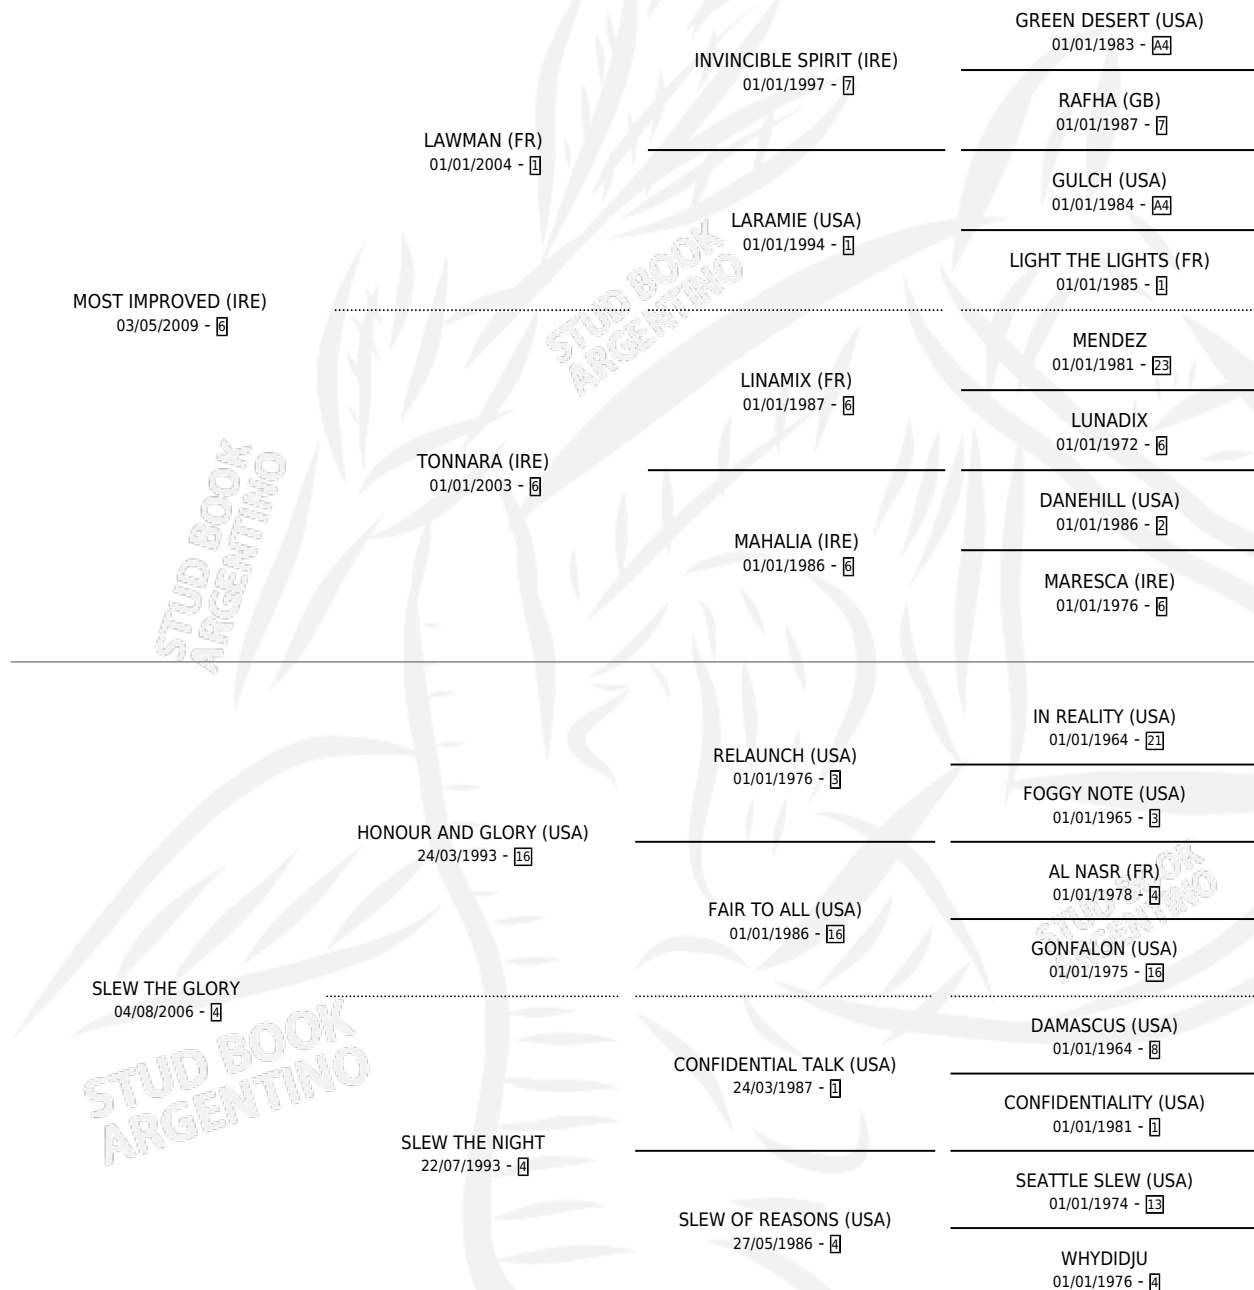 GREEN DESERT (USA)
01/01/1983 - A4
INVINCIBLE SPIRIT (IRE)
01/01/1997 - 7
RAFHA (GB)
01/01/1987 - 7
LAWMAN (FR)
01/01/2004 - 1
GULCH (USA)
01/01/1984 - A4
LARAMIE (USA)
01/01/1994 - 1
LIGHT THE LIGHTS (FR)
01/01/1985 - 1
MOST IMPROVED (IRE)
03/05/2009 - 6
MENDEZ
01/01/1981 - 23
LINAMIX (FR)
01/01/1987 - 6
LUNADIX
01/01/1972 - 6
TONNARA (IRE)
01/01/2003 - 6
DANEHILL (USA)
01/01/1986 - 2
MAHALIA (IRE)
01/01/1986 - 6
MARESCA (IRE)
01/01/1976 - 6
IN REALITY (USA)
01/01/1964 - 21
RELAUNCH (USA)
01/01/1976 - 3
FOGGY NOTE (USA)
01/01/1965 - 3
HONOUR AND GLORY (USA)
24/03/1993 - 16
AL NASR (FR)
01/01/1978 - 4
FAIR TO ALL (USA)
01/01/1986 - 16
GONFALON (USA)
01/01/1975 - 16
SLEW THE GLORY
04/08/2006 - 4
DAMASCUS (USA)
01/01/1964 - 8
CONFIDENTIAL TALK (USA)
24/03/1987 - 1
CONFIDENTIALITY (USA)
01/01/1981 - 1
SLEW THE NIGHT
22/07/1993 - 4
SEATTLE SLEW (USA)
01/01/1974 - 13
SLEW OF REASONS (USA)
27/05/1986 - 4
WHYDIDJU
01/01/1976 - 4
STUD BOOK
ARGENTINO
STUD BOOK
ARGENTINO
STUD BOOK
ARGENTINO
STUD BOOK
ARGENTINO